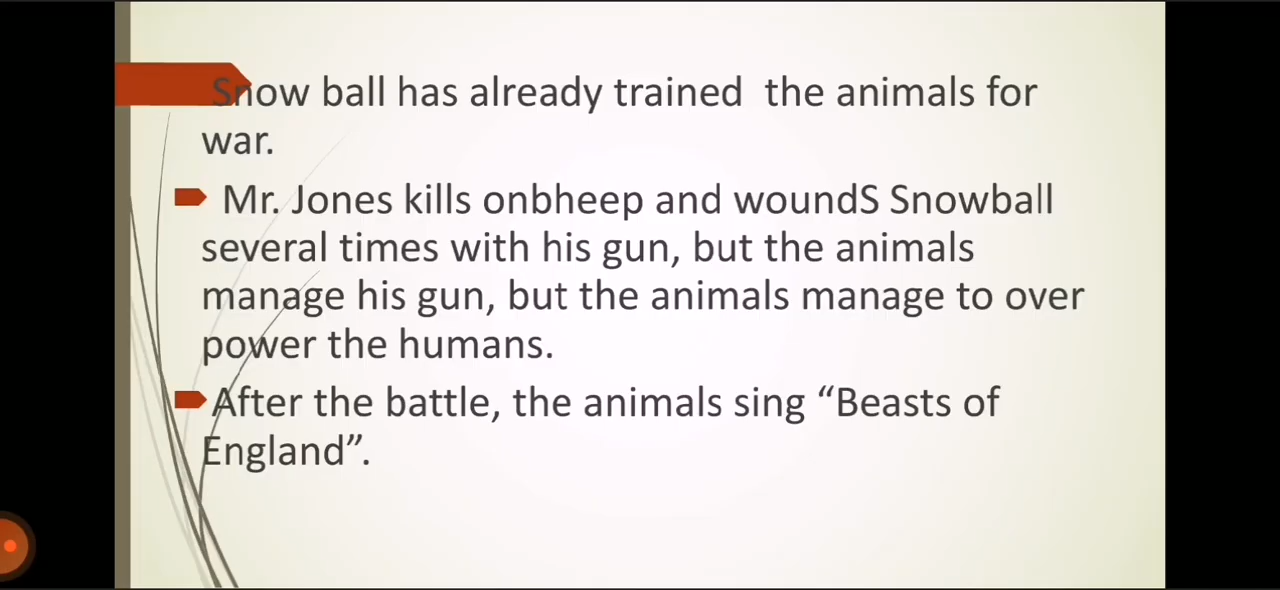 Snow ball has already trained the animals for
war.
Mr. Jones kills onbheep and woundS Snowball
several times with his gun, but the animals
manage his gun, but the animals manage to over
power the humans.
After the battle, the animals sing “Beasts of
England”.